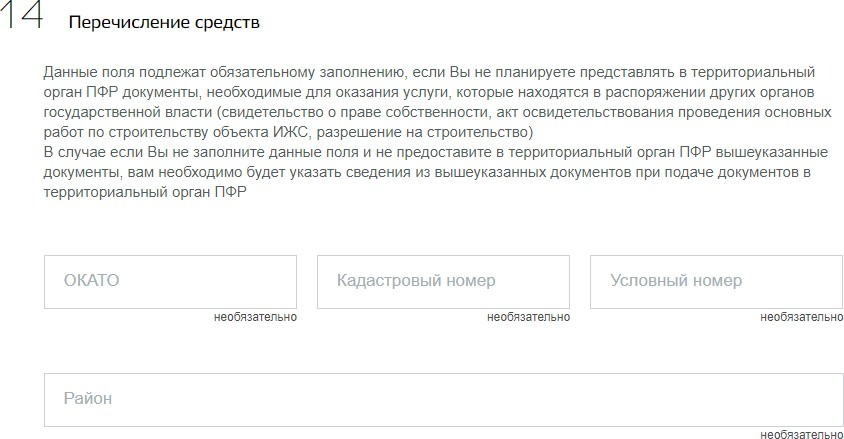 14 Перечисление средств
Данные поля подлежат обязательному заполнению, если Вы не планируете представлять в территориальный
орган ПФР документы, необходимые для оказания услуги, которые находятся в распоряжении других органов
государственной власти (свидетельство о праве собственности, акт освидетельствования проведения основных
работ по строительству объекта ИЖС, разрешение на строительство)
В случае если Вы не заполните данные поля и не предоставите в территориальный орган ПФР вышеуказанные
документы, вам необходимо будет указать сведения из вышеуказанных документов при подаче документов в
территориальный орган ПФР
ОКАТО Кадастровый номер Условный номер
необязательно необязательно необязательно
Район
необязательно